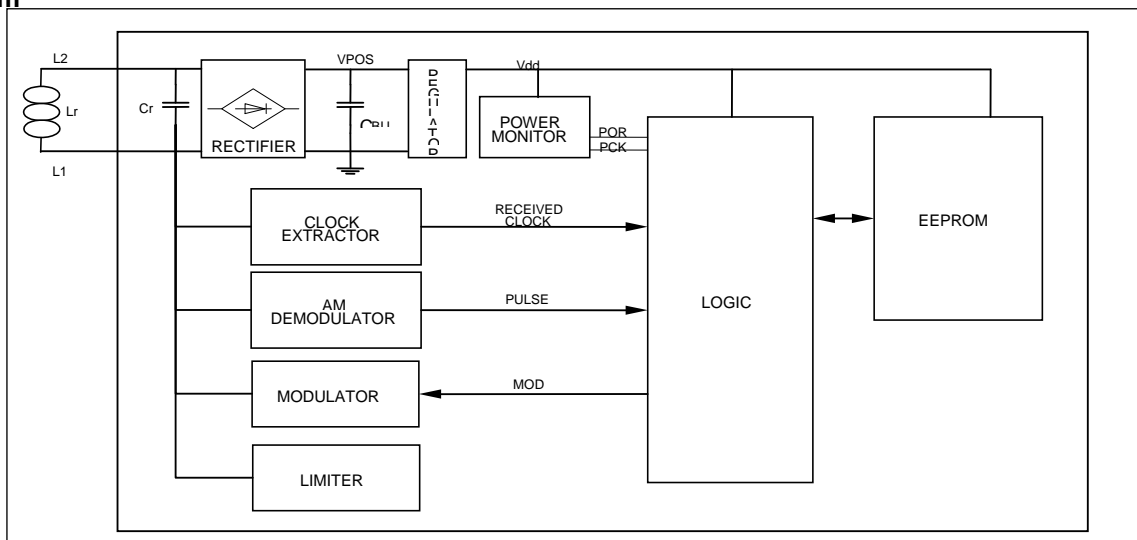 L2
Lr
L1
Cr
RECTIFIER
VPOS
Vdd
POWER
MONITOR
POR
PCK
CLOCK
EXTRACTOR
RECEIVED
CLOCK
AM
DEMODULATOR
PULSE
MODULATOR
MOD
LIMITER
LOGIC
EEPROM